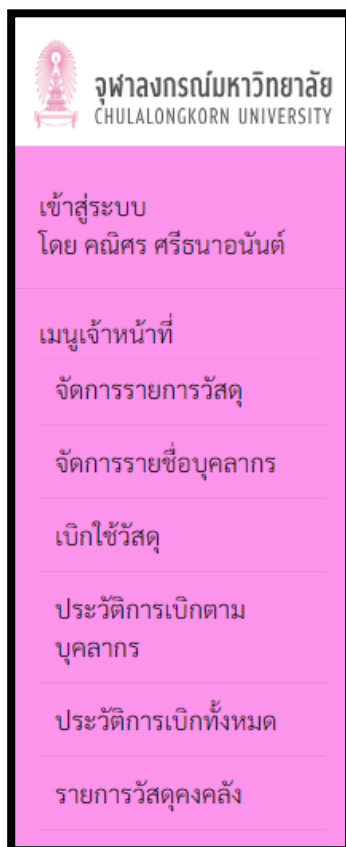 จุฬาลงกรณ์มหาวิทยาลัย
CHULALONGKORN UNIVERSITY
เข้าสู่ระบบ
โดย คณิศร ศรีธนาอนันต์
เมนูเจ้าหน้าที่
จัดการรายการวัสดุ
จัดการรายชื่อบุคลากร
เบิกใช้วัสดุ
ประวัติการเบิกตาม
บุคลากร
ประวัติการเบิกทั้งหมด
รายการวัสดุคงคลัง